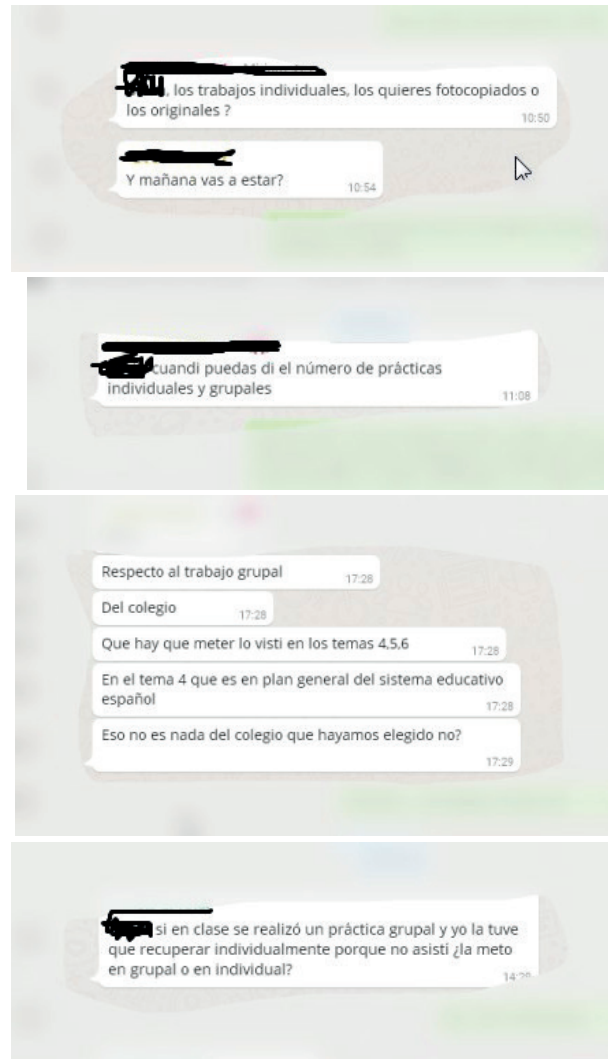 , los trabajos individuales, los quieres fotocopiados o
los originales ?
10:50
Y mañana vas a estar?
10:54
cuandi puedas di el número de prácticas
individuales y grupales
11:08
Respecto al trabajo grupal
17:28
Del colegio
17:28
Que hay que meter lo visti en los temas 4,5,6
17:28
En el tema 4 que es en plan general del sistema educativo
español
17:28
Eso no es nada del colegio que hayamos elegido no?
17:29
si en clase se realizó un práctica grupal y yo la tuve
que recuperar individualmente porque no asisti ¿la meto
en grupal o en individual?